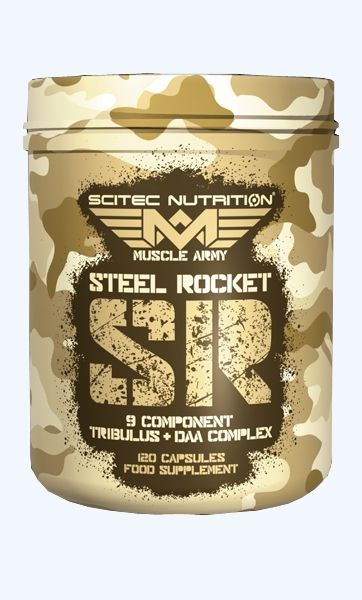 SCITEC NUTRITION
MUSCLE ARMY
STEEL ROCKET
SR
9 COMPONENT
TRIBULUS + DAA COMPLEX
120 CAPSULES
FOOD SUPPLEMENT